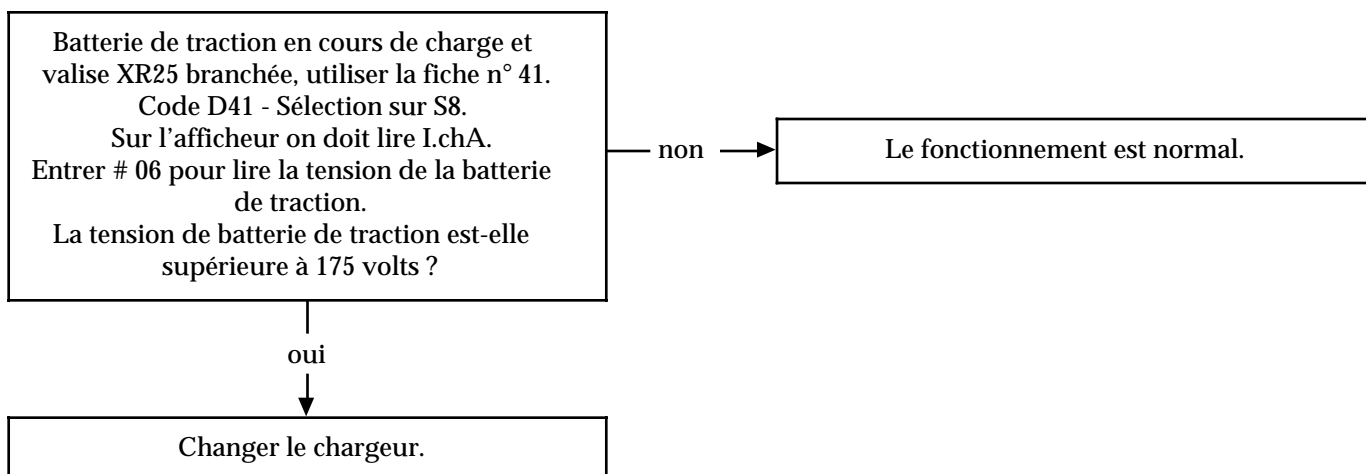 Batterie de traction en cours de charge et
valise XR25 branchée, utiliser la fiche n° 41.
Code D41 - Sélection sur S8.
Sur l'afficheur on doit lire I.chA.
Entrer # 06 pour lire la tension de la batterie
de traction.
La tension de batterie de traction est-elle
supérieure à 175 volts ?
non
Le fonctionnement est normal.
oui
Changer le chargeur.